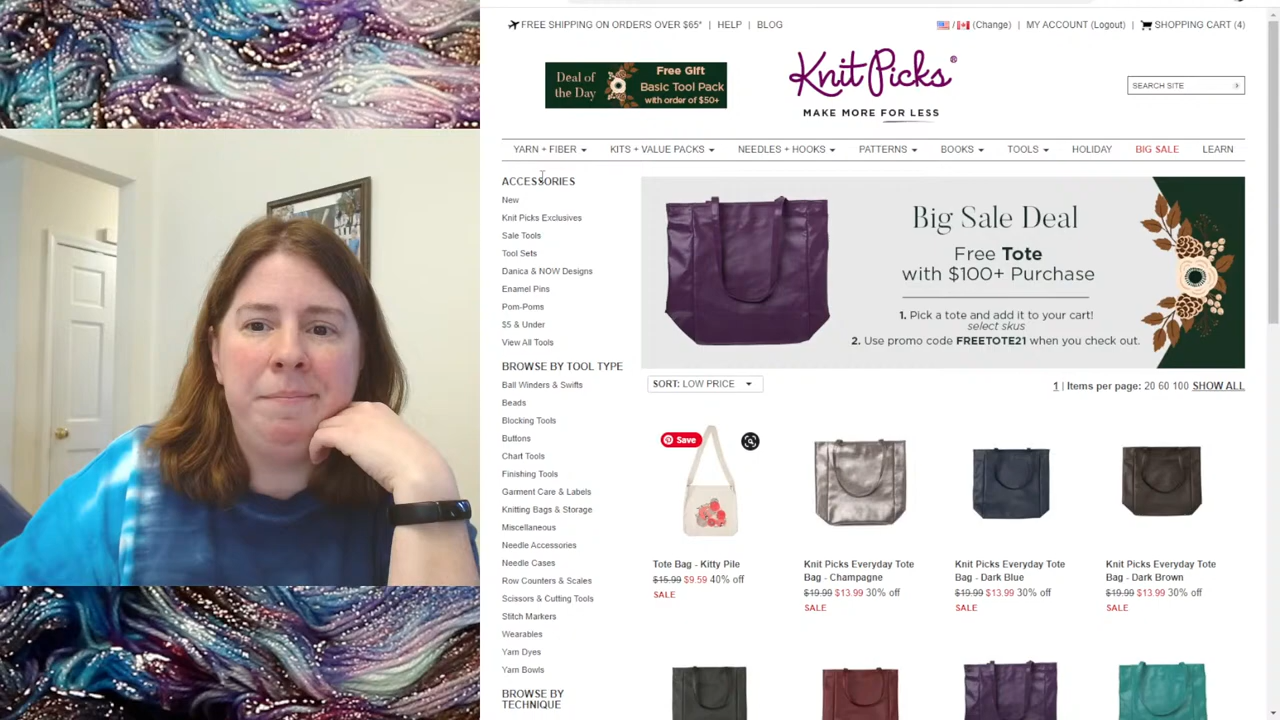 FREE SHIPPING ON ORDERS OVER $65* | HELP | BLOG
/ (Change) | MY ACCOUNT (Logout) | SHOPPING CART (4)
Deal of
the Day
Free Gift
Basic Tool Pack
with order of $50+
Knit Picks®
MAKE MORE FOR LESS
SEARCH SITE
YARN + FIBER KITS + VALUE PACKS NEEDLES + HOOKS PATTERNS BOOKS TOOLS HOLIDAY BIG SALE LEARN
ACCESSORIES
New
Knit Picks Exclusives
Sale Tools
Tool Sets
Danica & NOW Designs
Enamel Pins
Pom-Poms
$5 & Under
View All Tools
BROWSE BY TOOL TYPE
Ball Winders & Swifts
Beads
Blocking Tools
Buttons
Chart Tools
Finishing Tools
Garment Care & Labels
Knitting Bags & Storage
Miscellaneous
Needle Accessories
Needle Cases
Row Counters & Scales
Scissors & Cutting Tools
Stitch Markers
Wearables
Yarn Dyes
Yarn Bowls
BROWSE BY
TECHNIQUE
Big Sale Deal
Free Tote
with $100+ Purchase
1. Pick a tote and add it to your cart!
select skus
2. Use promo code FREETOTE21 when you check out.
SORT: LOW PRICE
1 | Items per page: 20 60 100 SHOW ALL
Save
Tote Bag - Kitty Pile
$15.99 $9.59 40% off
SALE
Knit Picks Everyday Tote
Bag - Champagne
$19.99 $13.99 30% off
SALE
Knit Picks Everyday Tote
Bag - Dark Blue
$19.99 $13.99 30% off
SALE
Knit Picks Everyday Tote
Bag - Dark Brown
$19.99 $13.99 30% off
SALE